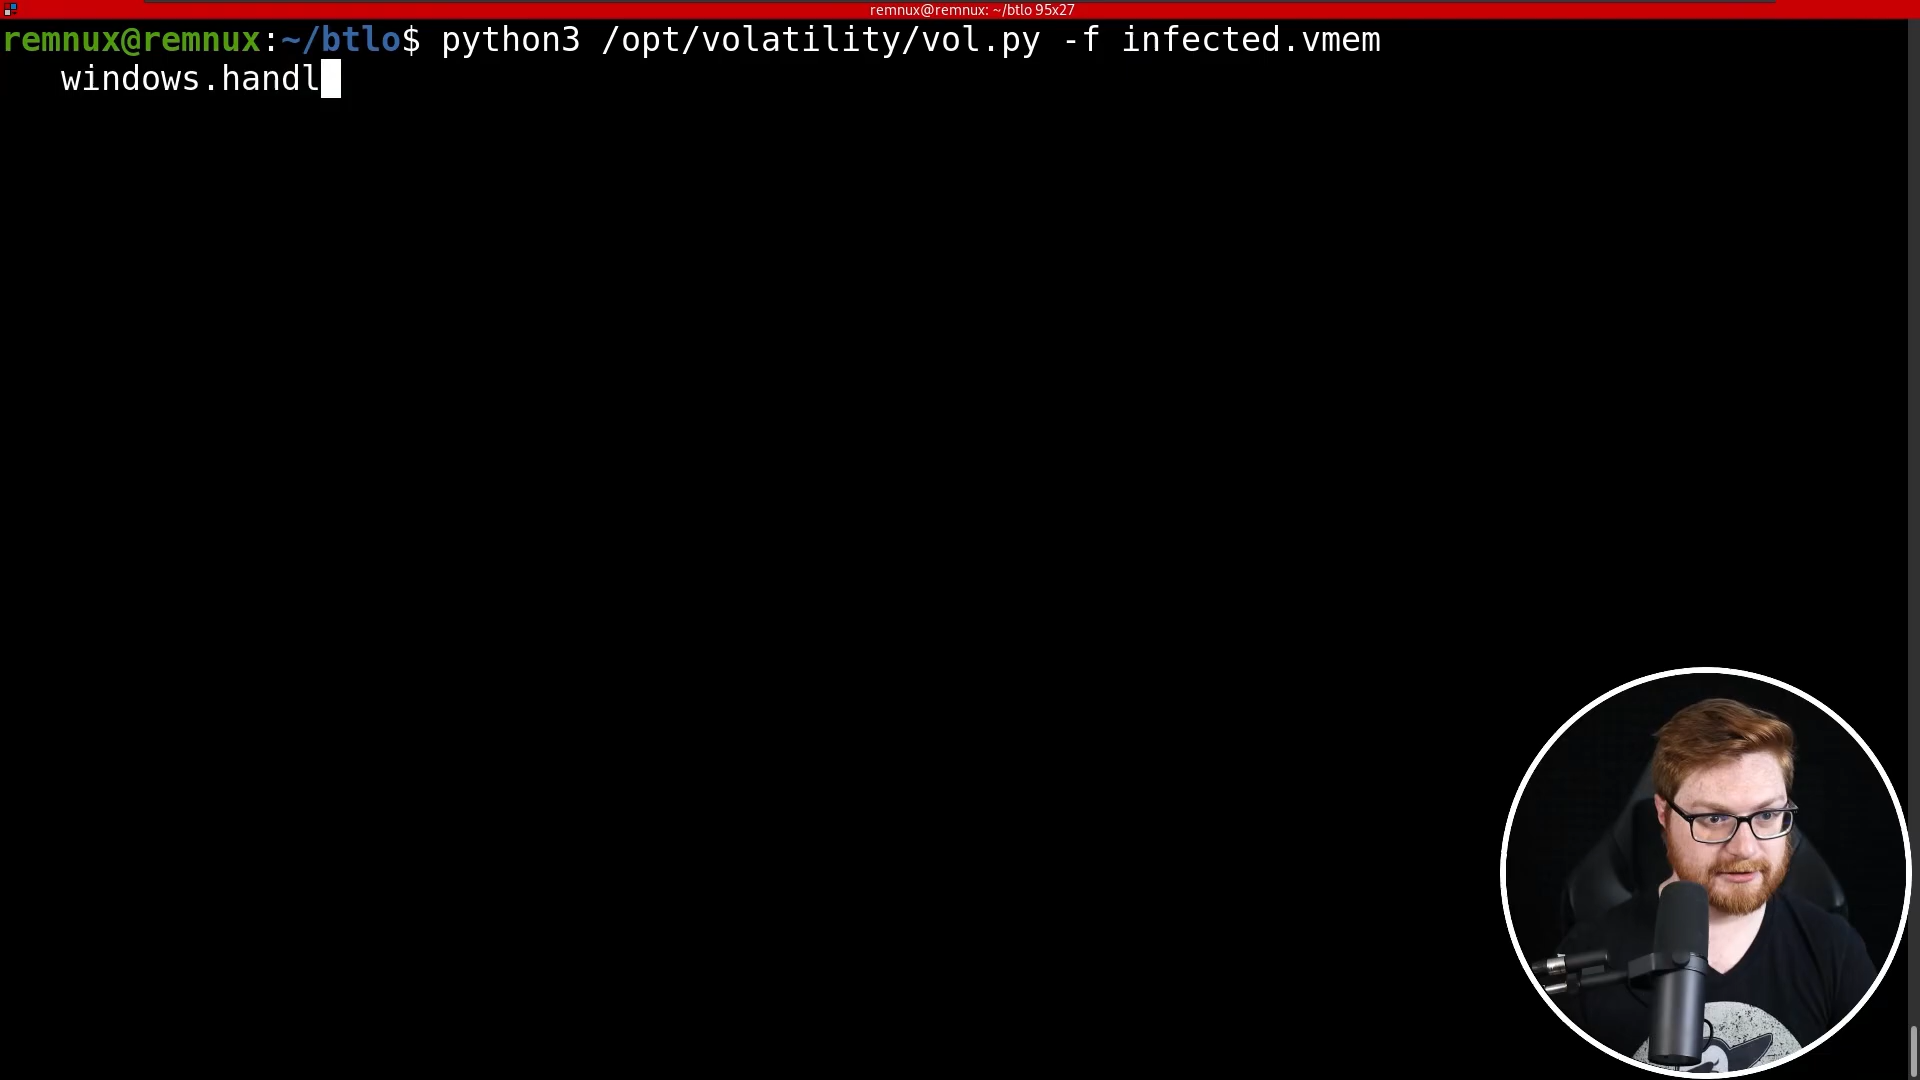 remnux@remnux: ~/btlo 95x27
remnux@remnux:~/btlo$ python3 /opt/volatility/vol.py -f infected.vmem
windows.handl